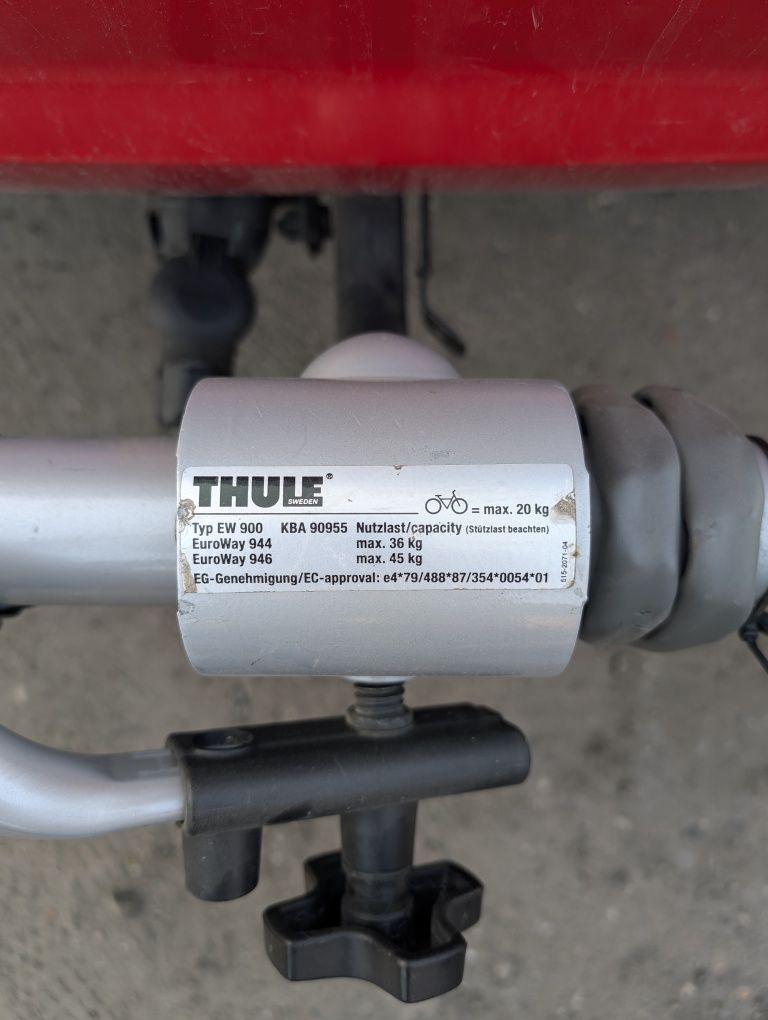 THULE®
SWEDEN
= max. 20 kg
Typ EW 900 KBA 90955 Nutzlast/capacity (Stützlast beachten)
EuroWay 944 max. 36 kg
EuroWay 946 max. 45 kg
EG-Genehmigung/EC-approval: e4*79/488*87/354*0054*01
515-2071-04